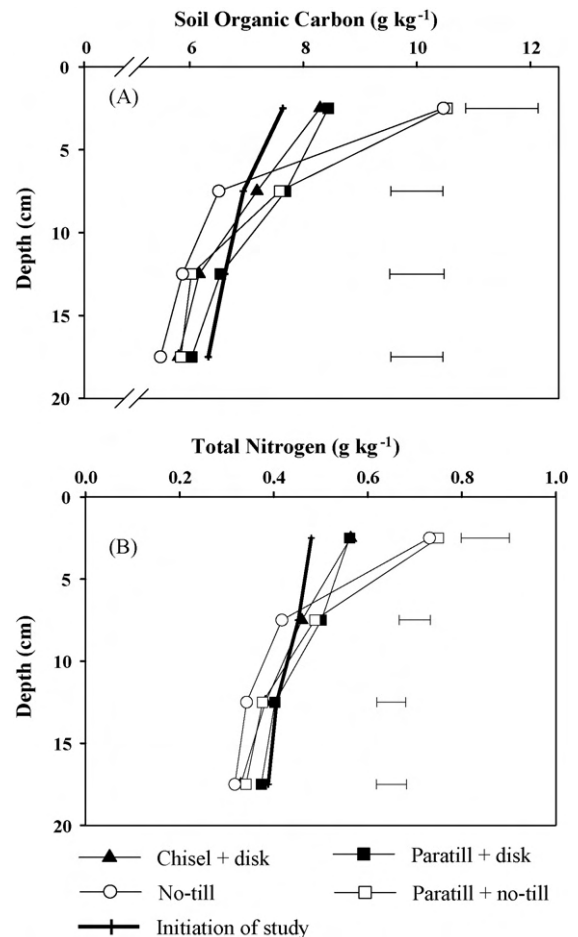 Soil Organic Carbon (g kg⁻¹)
0 6 8 10 12
0
(A)
5
10
15
20
Depth (cm)
Total Nitrogen (g kg⁻¹)
0.0 0.2 0.4 0.6 0.8 1.0
0
(B)
5
10
15
20
Depth (cm)
Chisel + disk Paratill + disk
No-till Paratill + no-till
Initiation of study